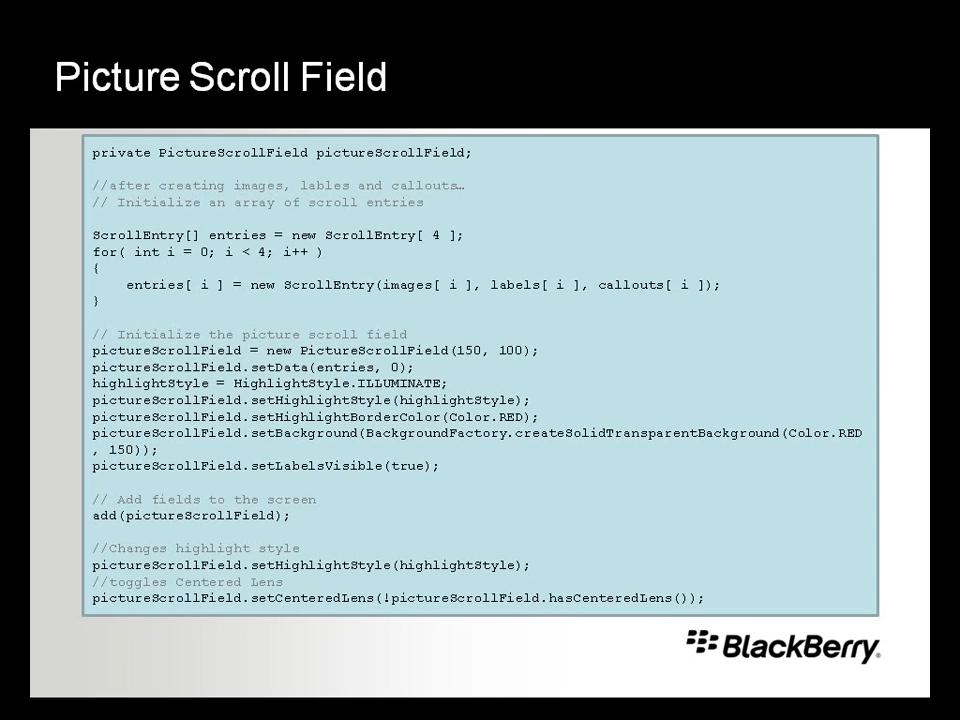 Picture Scroll Field
private PictureScrollField pictureScrollField;
//after creating images, lables and callouts…
// Initialize an array of scroll entries
ScrollEntry[] entries = new ScrollEntry[ 4 ];
for( int i = 0; i < 4; i++ )
{
    entries[ i ] = new ScrollEntry(images[ i ], labels[ i ], callouts[ i ]);
}
// Initialize the picture scroll field
pictureScrollField = new PictureScrollField(150, 100);
pictureScrollField.setData(entries, 0);
highlightStyle = HighlightStyle.ILLUMINATE;
pictureScrollField.setHighlightStyle(highlightStyle);
pictureScrollField.setHighlightBorderColor(Color.RED);
pictureScrollField.setBackground(BackgroundFactory.createSolidTransparentBackground(Color.RED
, 150));
pictureScrollField.setLabelsVisible(true);
// Add fields to the screen
add(pictureScrollField);
//Changes highlight style
pictureScrollField.setHighlightStyle(highlightStyle);
//toggles Centered Lens
pictureScrollField.setCenteredLens(!pictureScrollField.hasCenteredLens());
BlackBerry